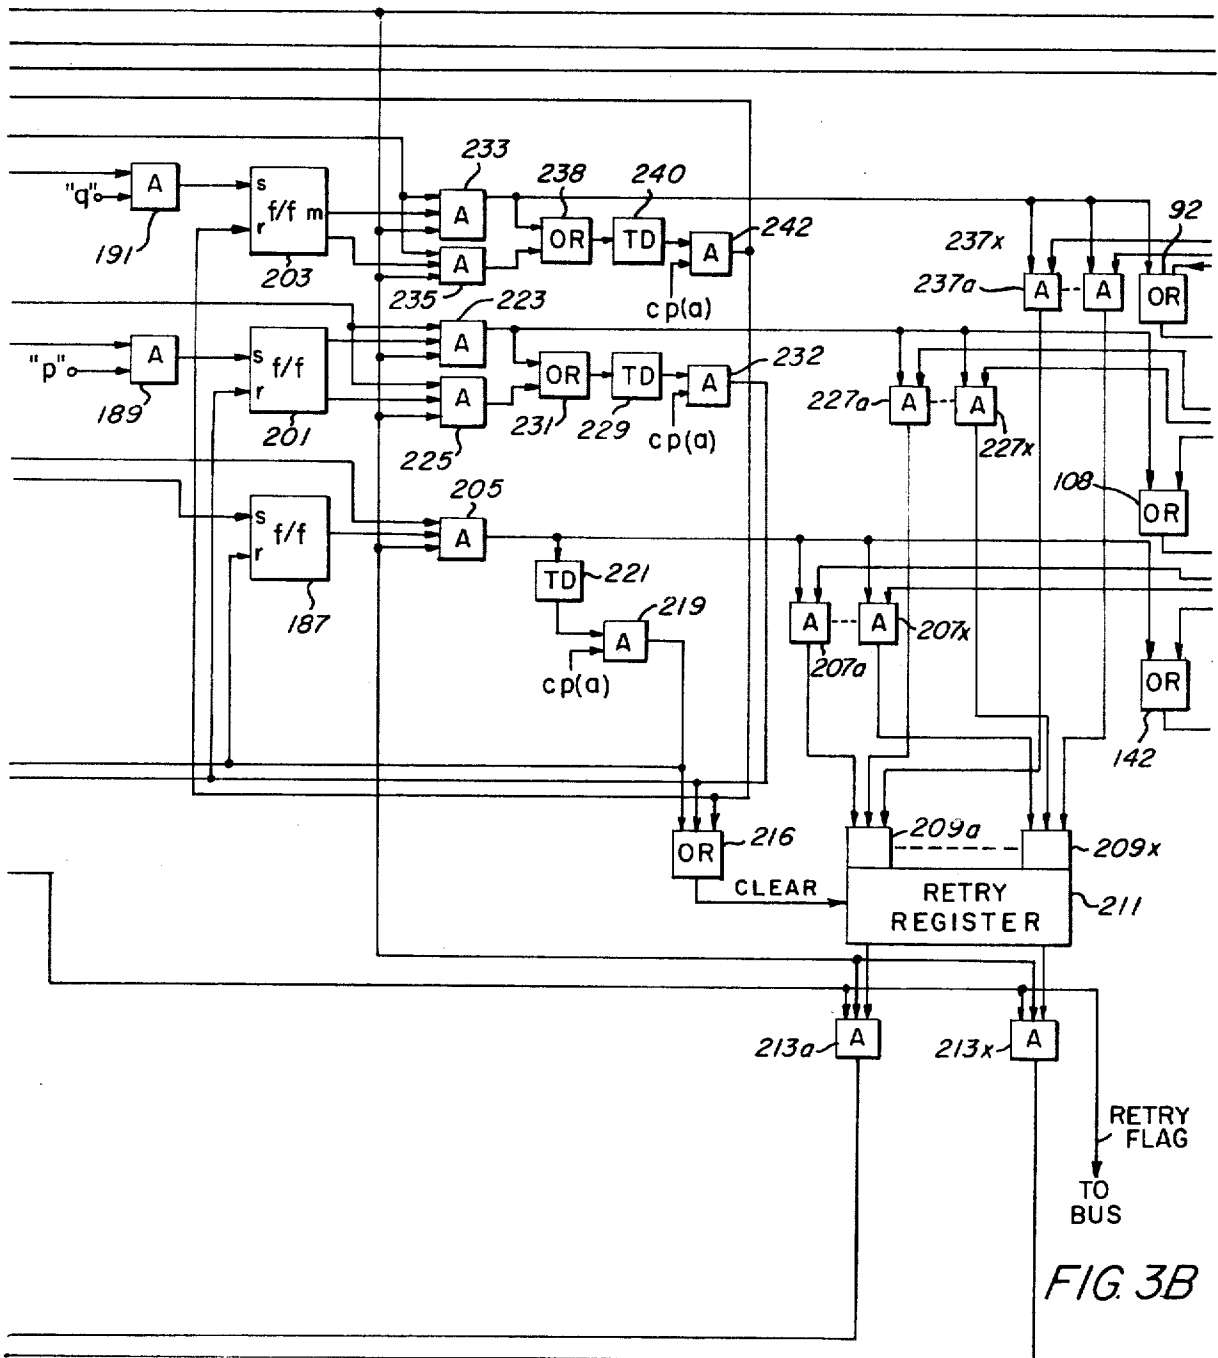 233
238
240
A
"q"
s
f/f m
r
A
OR
TD
A
242
92
237x
191
203
A
235
223
cp(a)
237a
A
A
OR
A
"p"
s
f/f
r
A
OR
TD
A
232
189
201
A
225
231
229
cp(a)
227a
A
A
227x
205
108
OR
s
f/f
r
A
187
TD
221
219
A
cp(a)
A
A
207x
207a
OR
142
209a
OR
216
209x
CLEAR
RETRY
REGISTER
211
213a
A
213x
A
RETRY
FLAG
TO
BUS
FIG. 3B